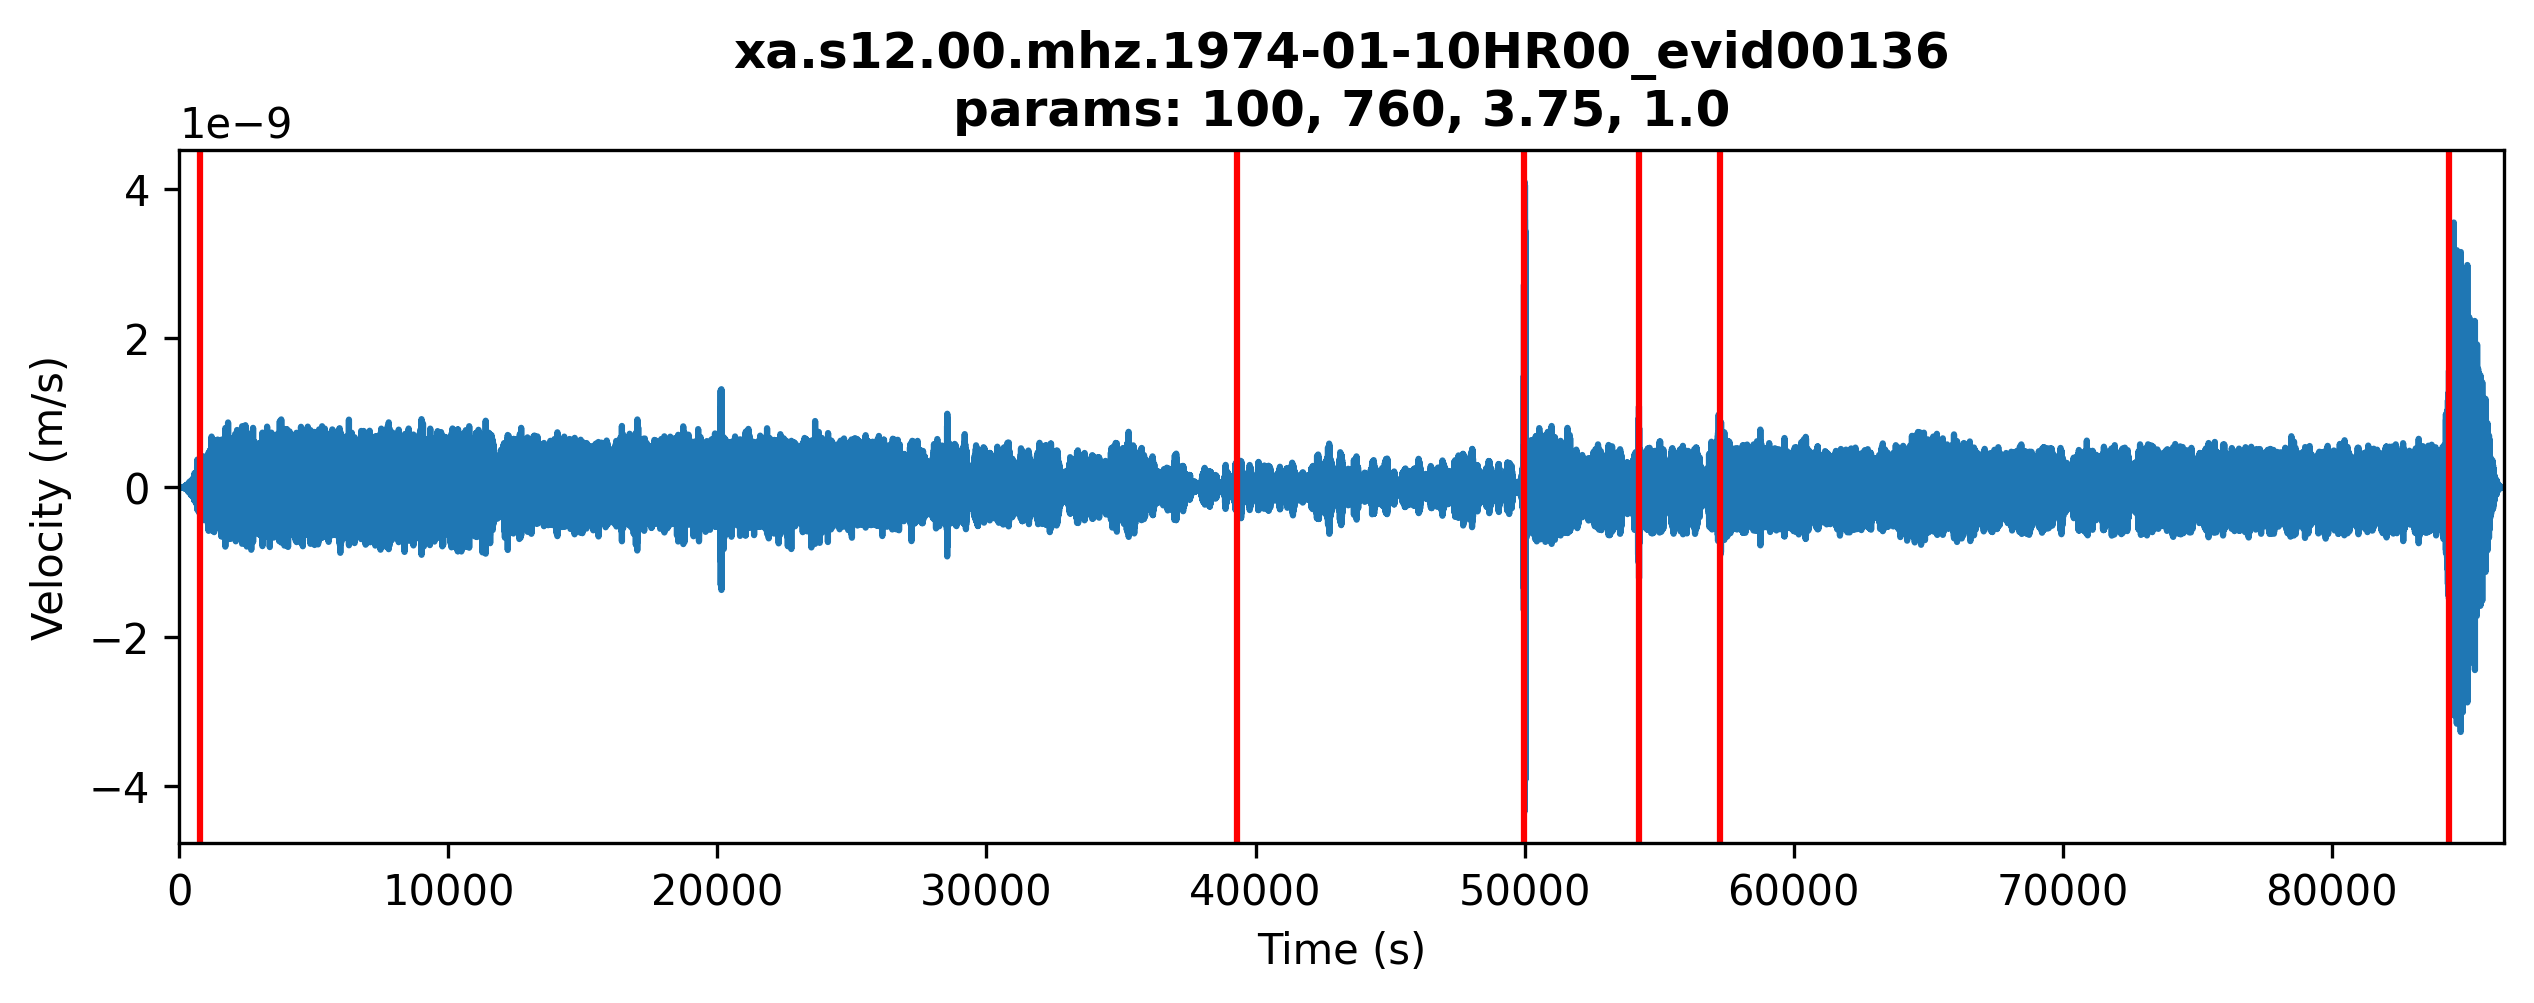 xa.s12.00.mhz.1974-01-10HR00_evid00136
params: 100, 760, 3.75, 1.0
1e−9
4
2
0
−2
−4
Velocity (m/s)
0 10000 20000 30000 40000 50000 60000 70000 80000
Time (s)